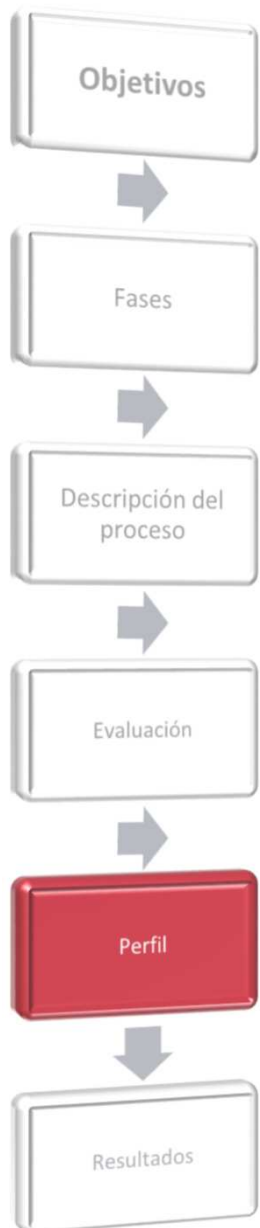 Objetivos
Fases
Descripción del
proceso
Evaluación
Perfil
Resultados